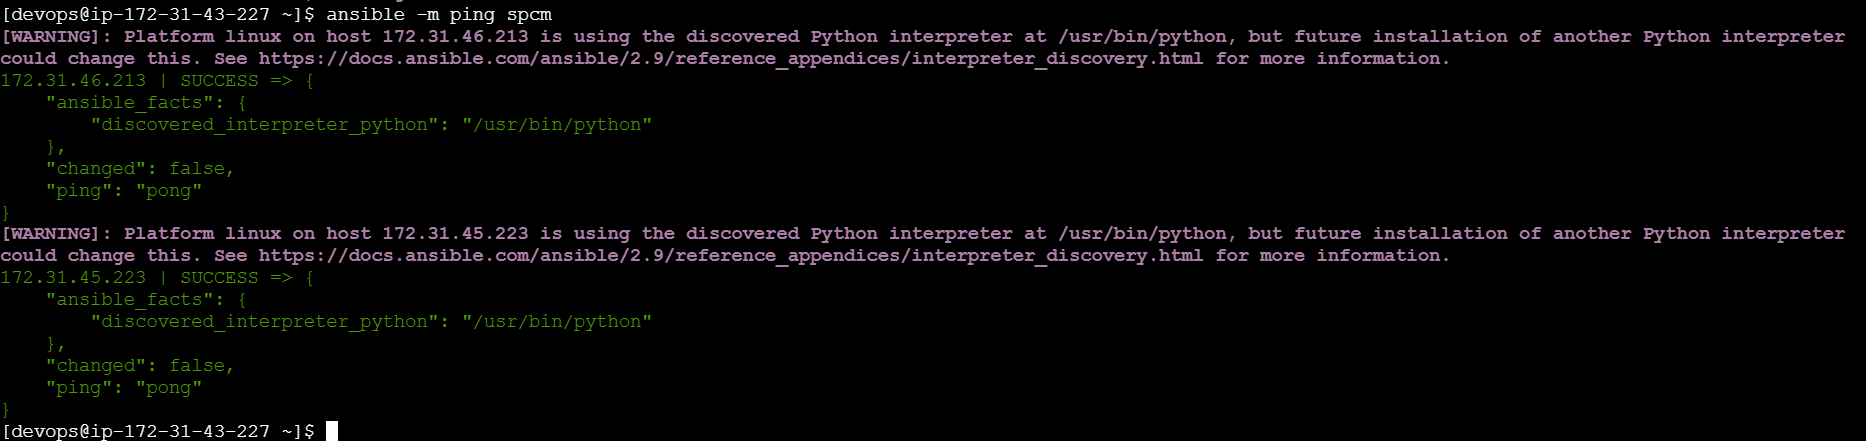 [devops@ip-172-31-43-227 ~]$ ansible -m ping spcm
[WARNING]: Platform linux on host 172.31.46.213 is using the discovered Python interpreter at /usr/bin/python, but future installation of another Python interpreter
could change this. See https://docs.ansible.com/ansible/2.9/reference_appendices/interpreter_discovery.html for more information.
172.31.46.213 | SUCCESS => {
    "ansible_facts": {
        "discovered_interpreter_python": "/usr/bin/python"
    },
    "changed": false,
    "ping": "pong"
}
[WARNING]: Platform linux on host 172.31.45.223 is using the discovered Python interpreter at /usr/bin/python, but future installation of another Python interpreter
could change this. See https://docs.ansible.com/ansible/2.9/reference_appendices/interpreter_discovery.html for more information.
172.31.45.223 | SUCCESS => {
    "ansible_facts": {
        "discovered_interpreter_python": "/usr/bin/python"
    },
    "changed": false,
    "ping": "pong"
}
[devops@ip-172-31-43-227 ~]$